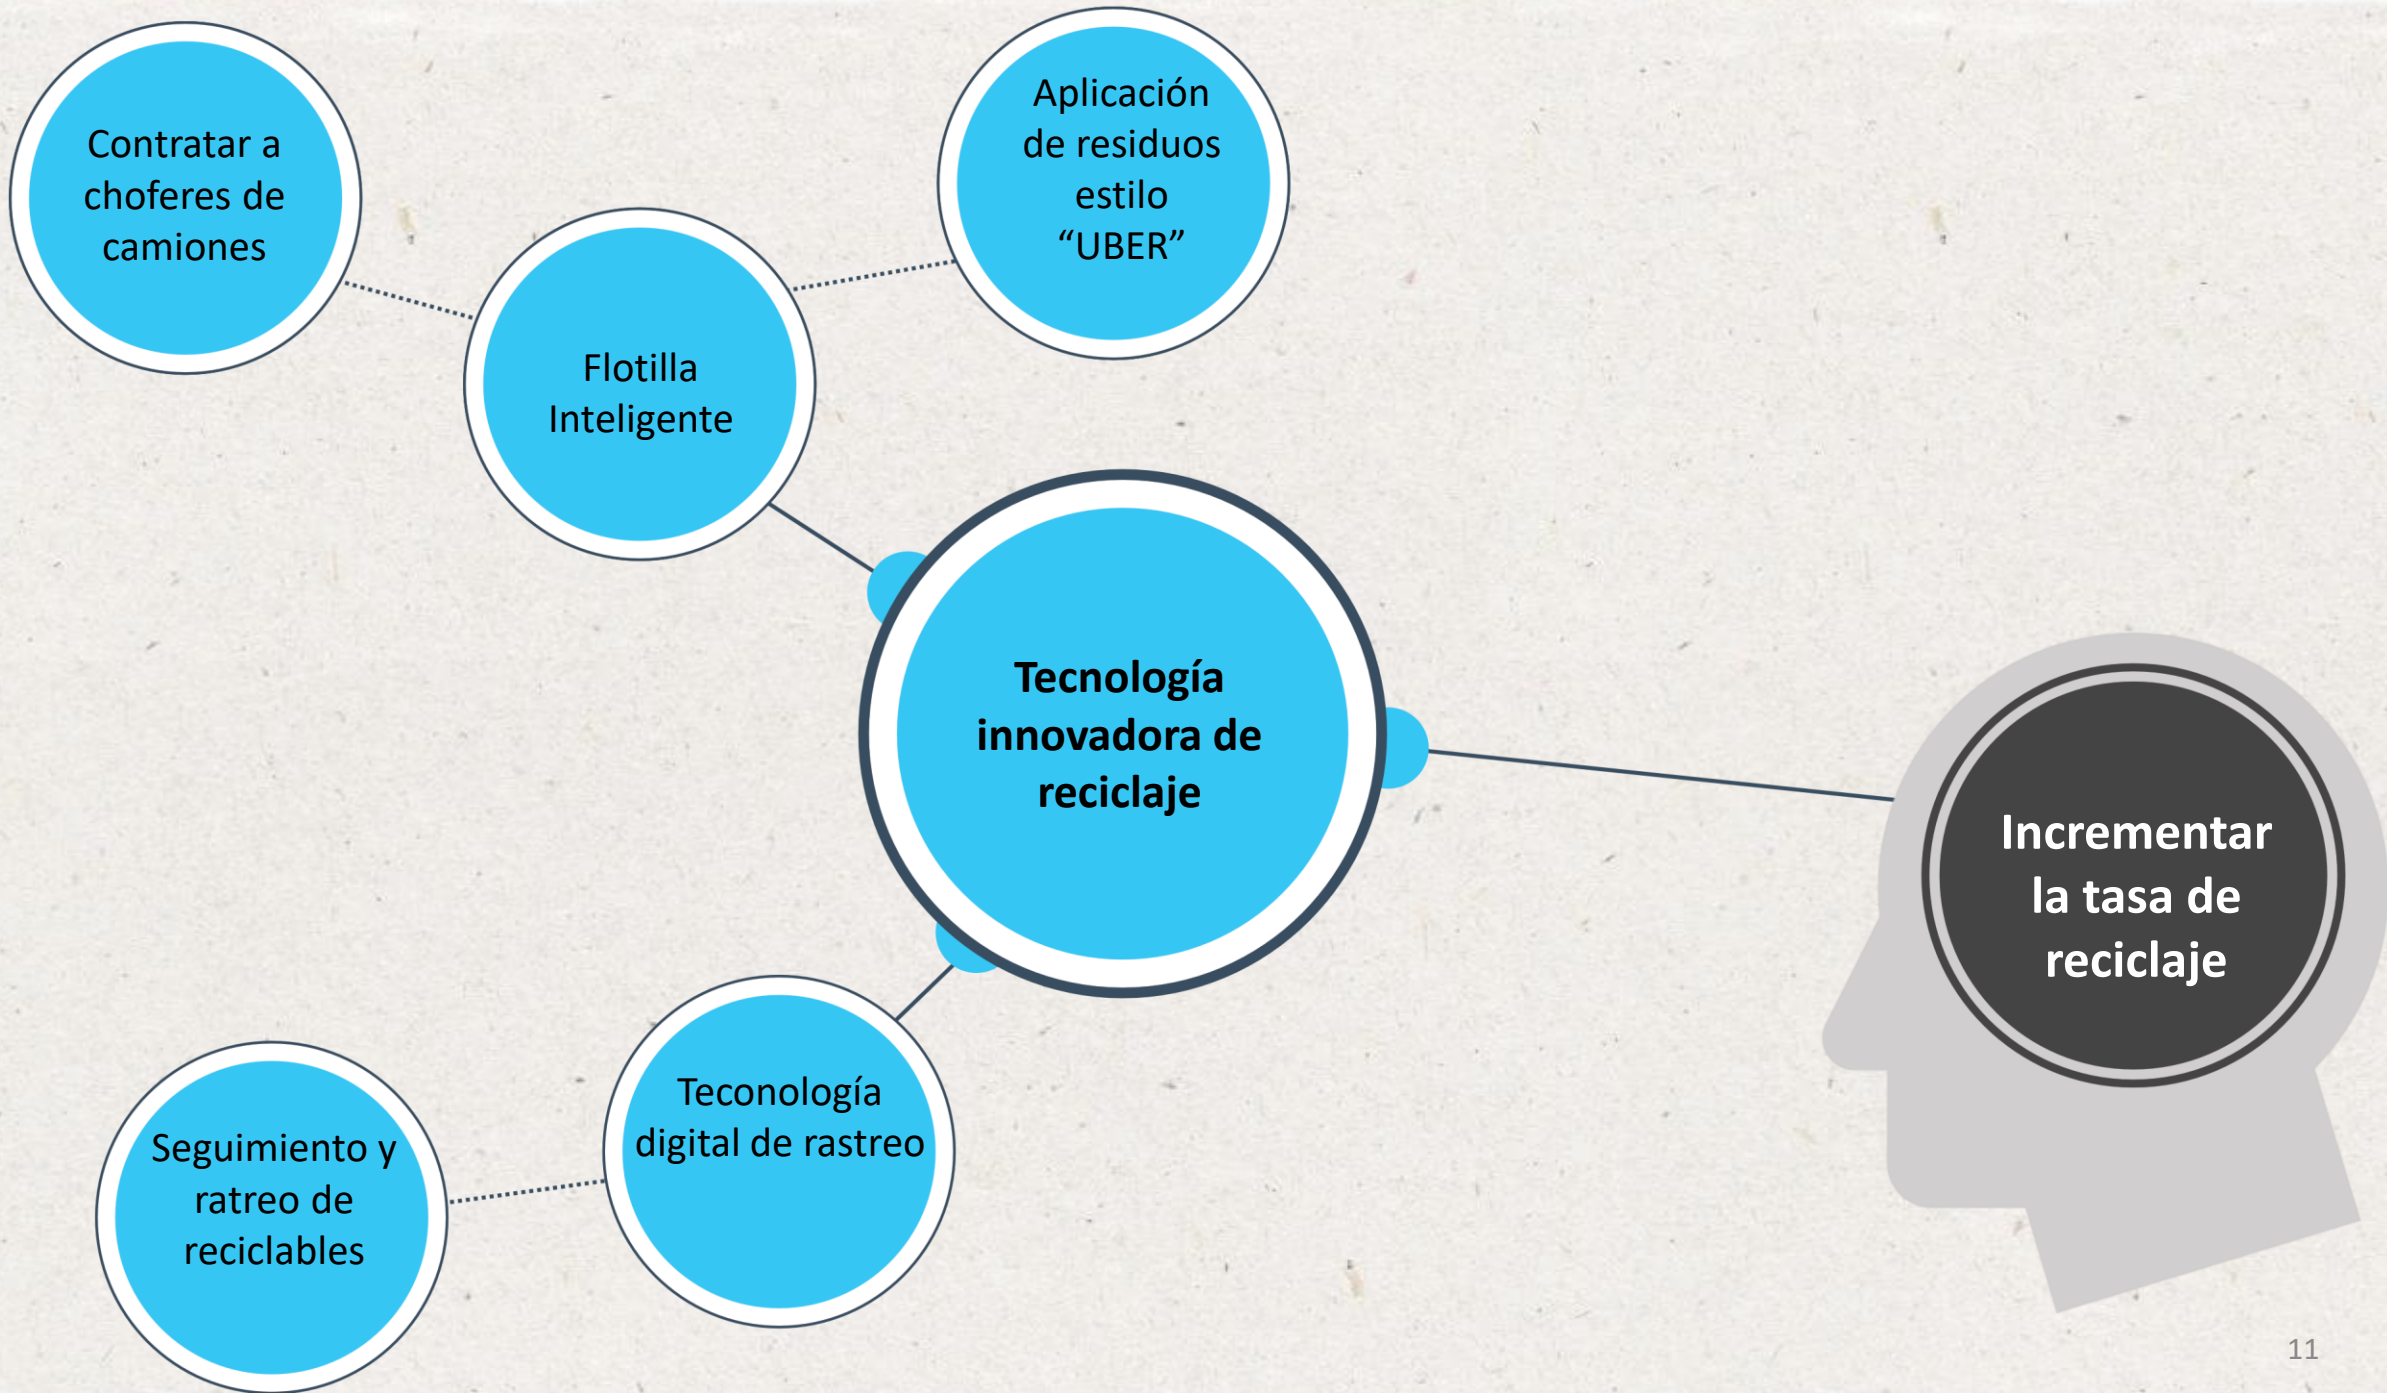 Contratar a
choferes de
camiones
Aplicación
de residuos
estilo
“UBER”
Flotilla
Inteligente
Tecnología
innovadora de
reciclaje
Incrementar
la tasa de
reciclaje
Teconología
digital de rastreo
Seguimiento y
ratreo de
reciclables
11